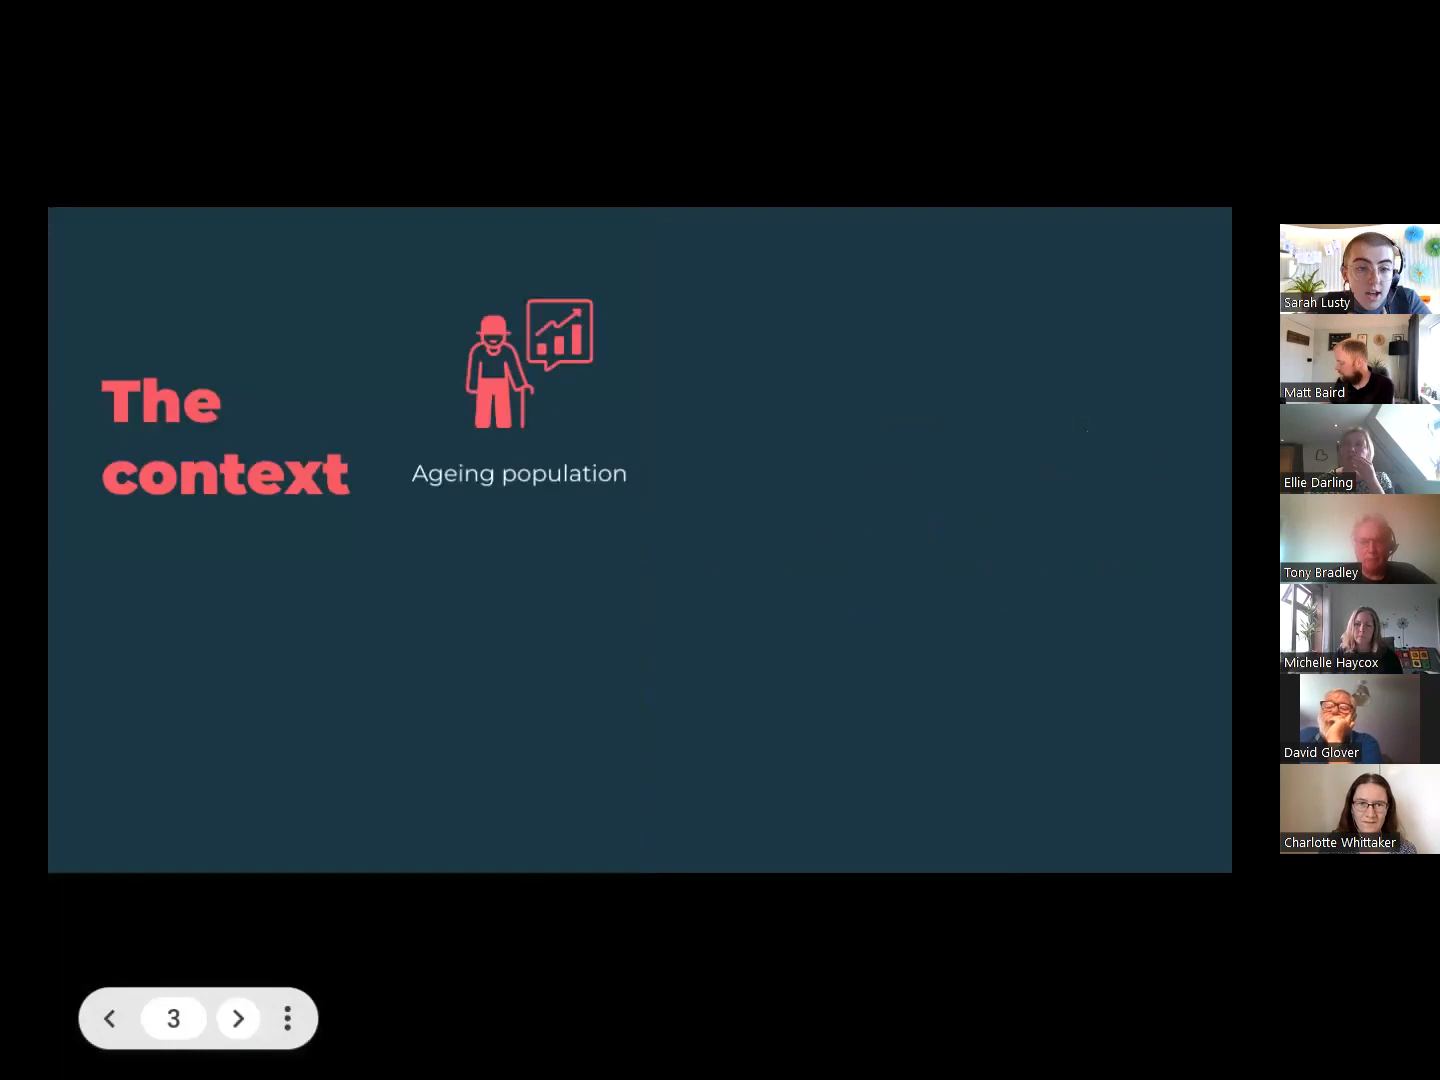 The
context
Ageing population
Sarah Lusty
Matt Baird
Ellie Darling
Tony Bradley
Michelle Haycox
David Glover
Charlotte Whittaker
3